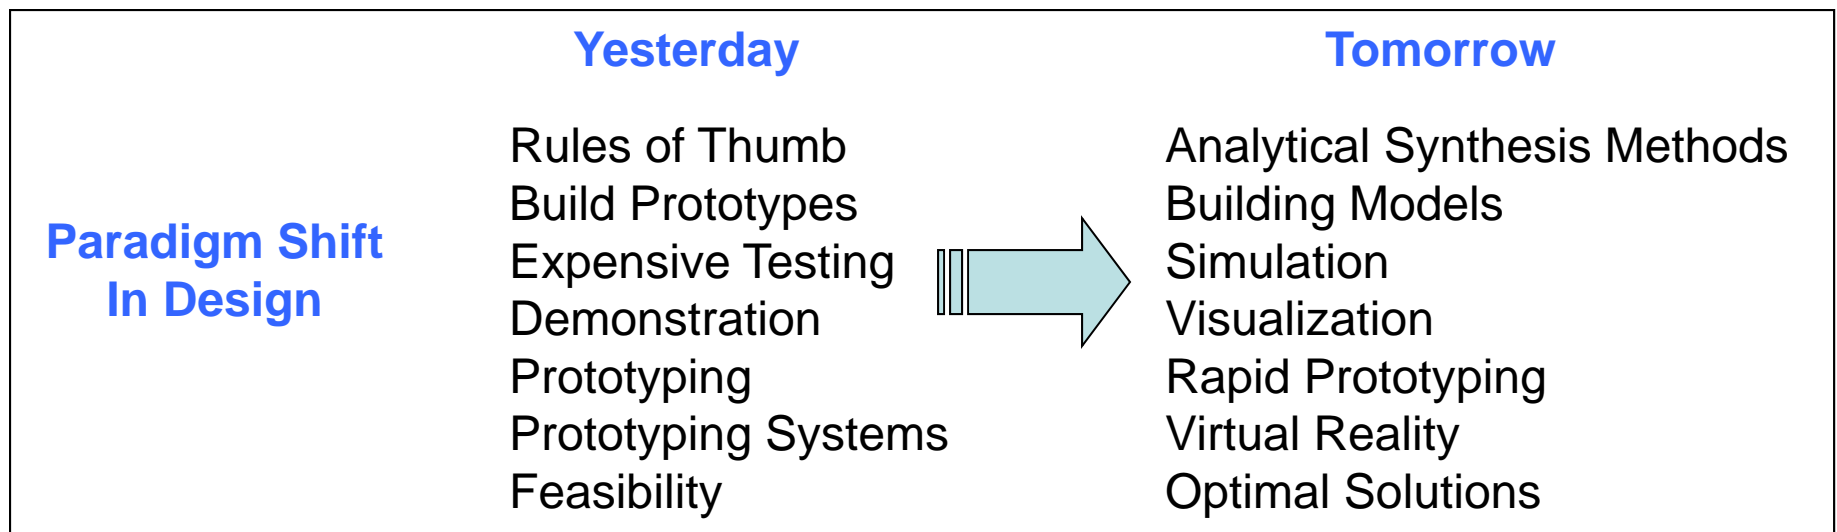 Yesterday
Tomorrow
Paradigm Shift
In Design
Rules of Thumb
Build Prototypes
Expensive Testing
Demonstration
Prototyping
Prototyping Systems
Feasibility
Analytical Synthesis Methods
Building Models
Simulation
Visualization
Rapid Prototyping
Virtual Reality
Optimal Solutions